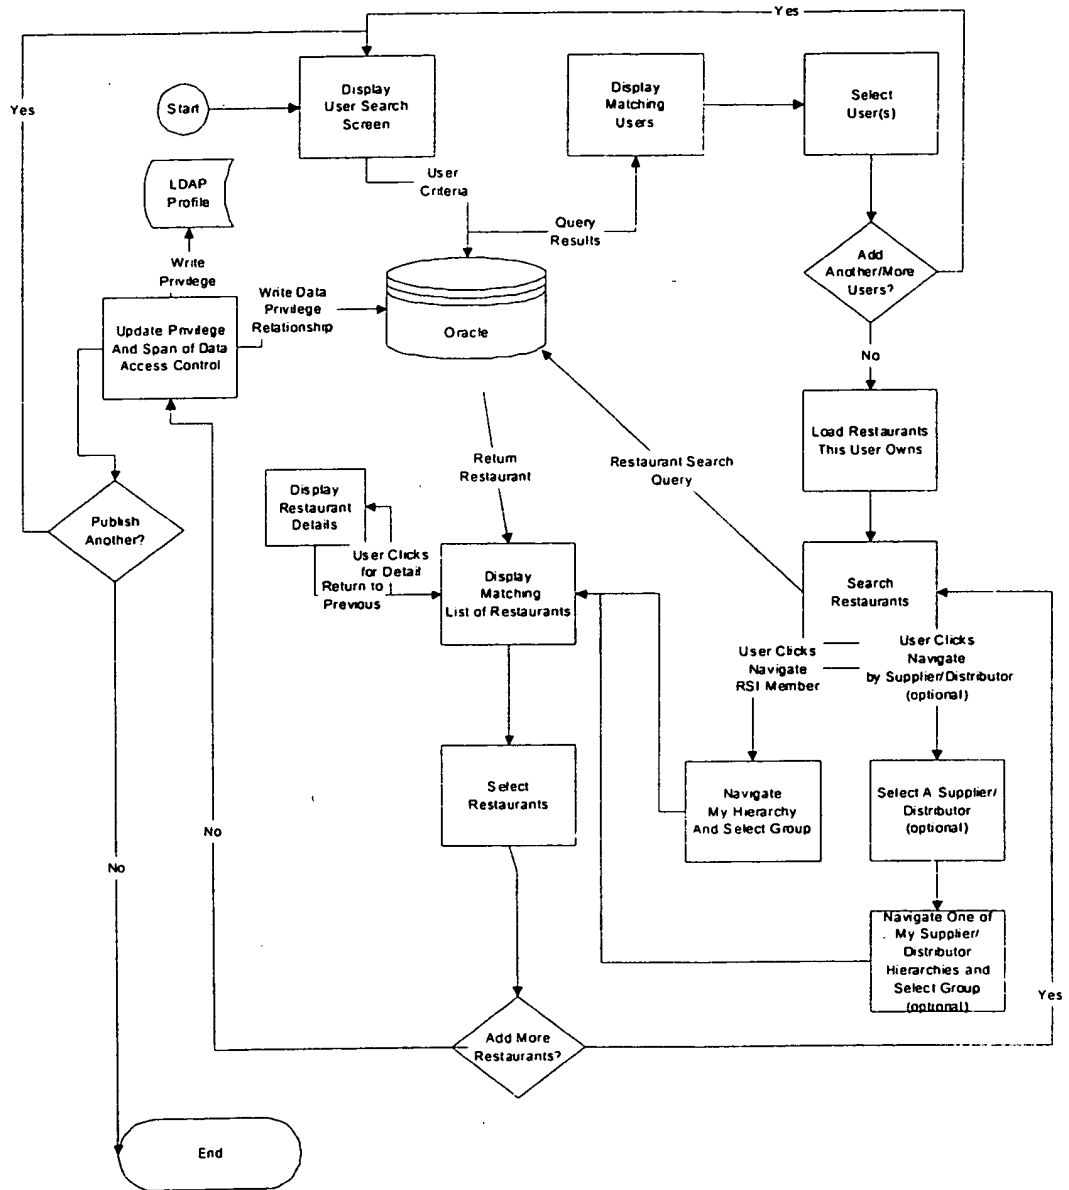 Yes
Yes
Start
Display
User Search
Screen
Display
Matching
Users
Select
User(s)
LDAP
Profile
User
Criteria
Query
Results
Write
Privilege
Add
Another/More
Users?
Write Data
Privilege
Relationship
Update Privilege
And Span of Data
Access Control
Oracle
No
Load Restaurants
This User Owns
Return
Restaurant
Restaurant Search
Query
Display
Restaurant
Details
Publish
Another?
User Clicks
for Detail
Return to
Previous
Display
Matching
List of Restaurants
Search
Restaurants
User Clicks
Navigate
RSI Member
User Clicks
Navigate
by Supplier/Distributor
(optional)
Select
Restaurants
Navigate
My Hierarchy
And Select Group
Select A Supplier/
Distributor
(optional)
No
No
Navigate One of
My Supplier/
Distributor
Hierarchies and
Select Group
(optional)
Yes
Add More
Restaurants?
End